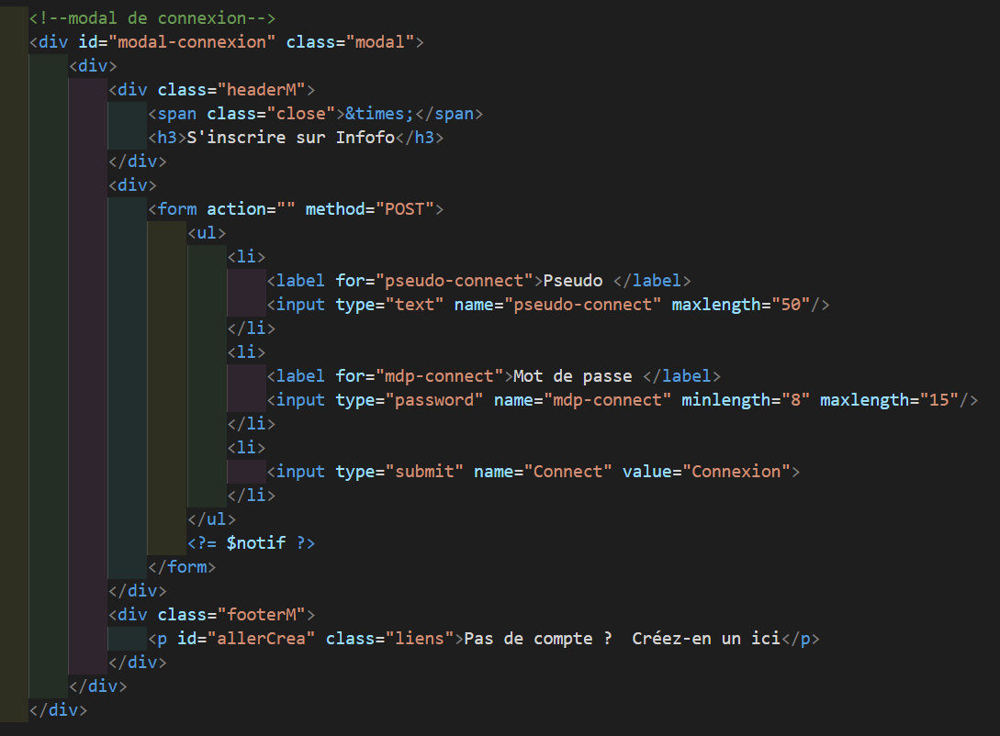 <!--modal de connexion-->
<div id="modal-connexion" class="modal">
<div>
<div class="headerM">
<span class="close">&times;</span>
<h3>S'inscrire sur Infofo</h3>
</div>
<div>
<form action="" method="POST">
<ul>
<li>
<label for="pseudo-connect">Pseudo </label>
<input type="text" name="pseudo-connect" maxlength="50"/>
</li>
<li>
<label for="mdp-connect">Mot de passe </label>
<input type="password" name="mdp-connect" minlength="8" maxlength="15"/>
</li>
<li>
<input type="submit" name="Connect" value="Connexion">
</li>
</ul>
<?= $notif ?>
</form>
</div>
<div class="footerM">
<p id="allerCrea" class="liens">Pas de compte ?  Créez-en un ici</p>
</div>
</div>
</div>